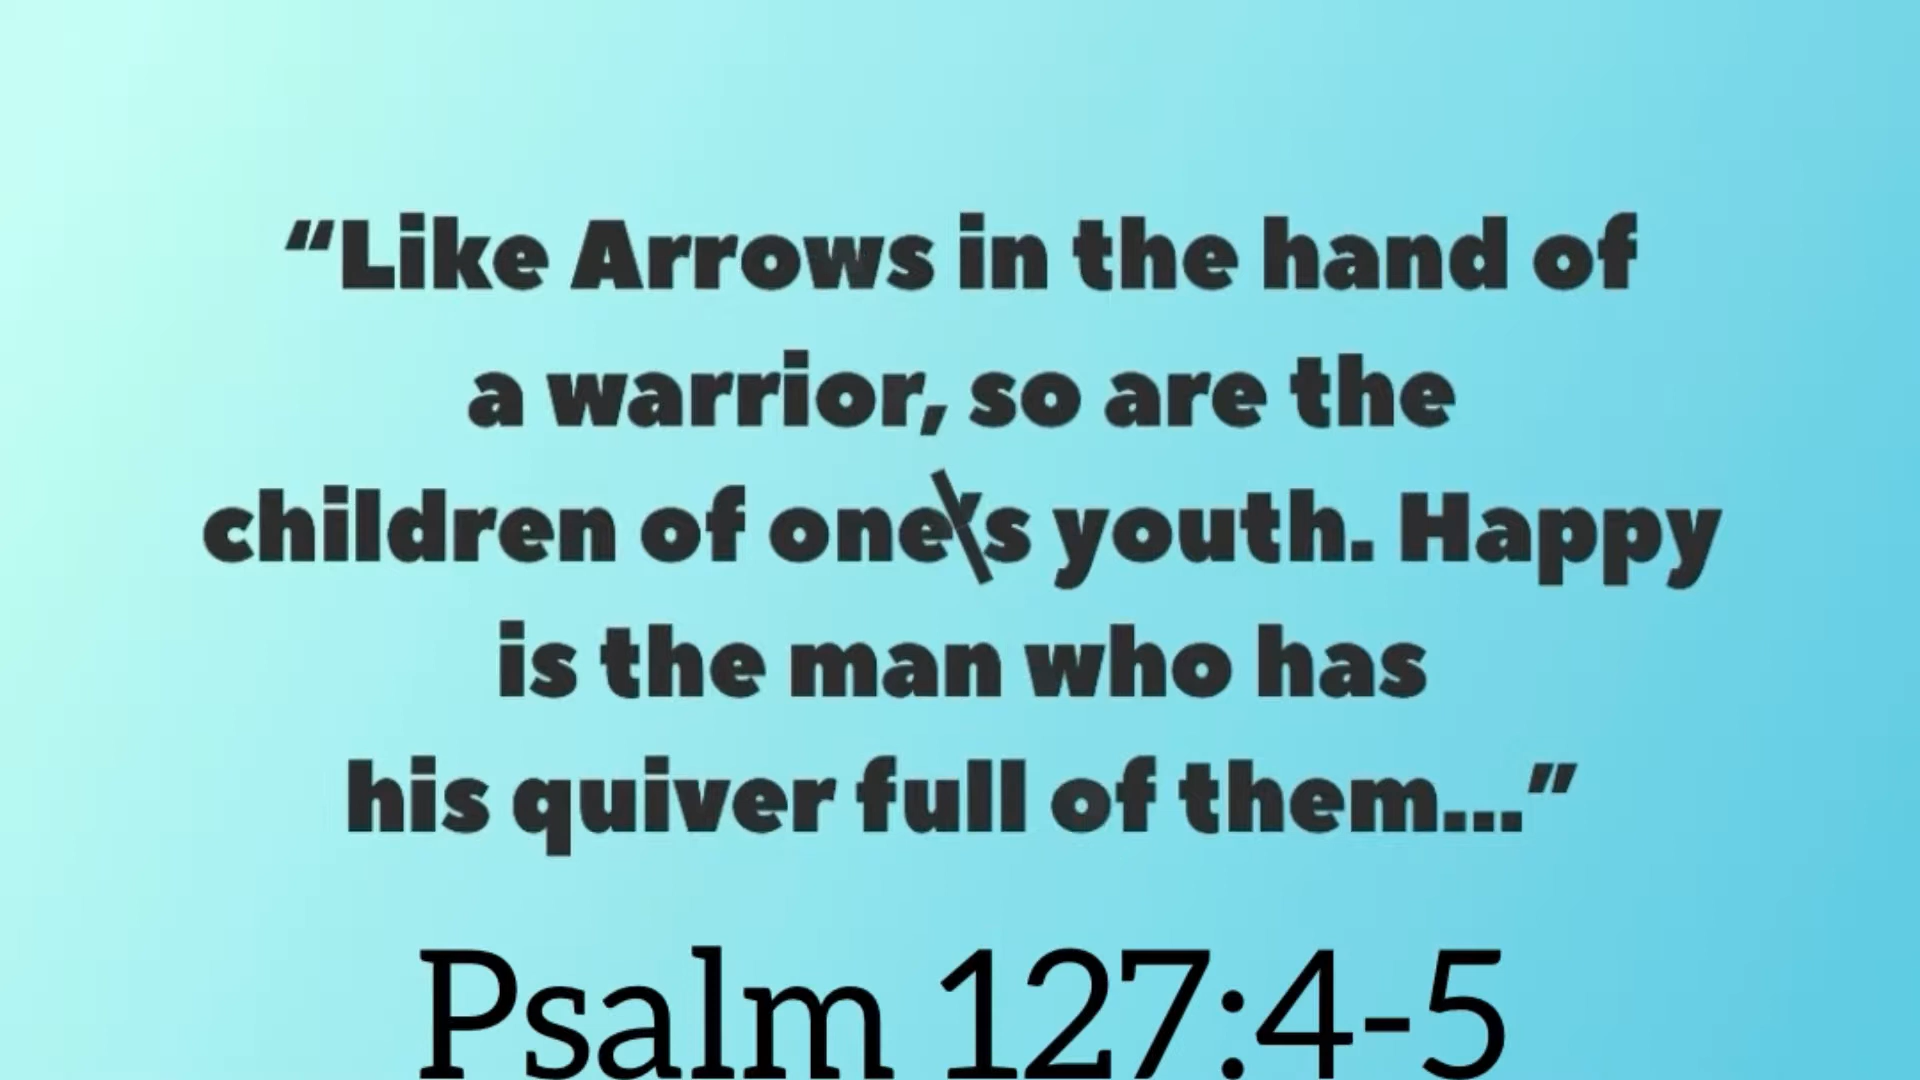 “Like Arrows in the hand of
a warrior, so are the
children of one\'s youth. Happy
is the man who has
his quiver full of them...”
Psalm 127:4-5